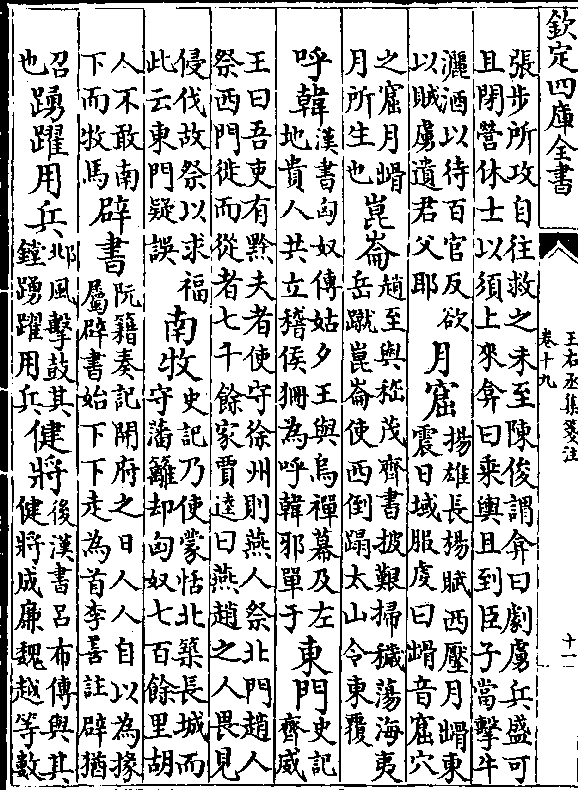 欽定四庫全書
王右丞集箋注
卷十九
十一
張步所攻自往救之未至陳俊謂弇曰劇虜兵盛可
且閉營休士以須上來弇曰乗輿且到臣子當擊牛
灑酒以待百官反欲
以賊虜遺君父耶
月窟
揚雄長楊賦西壓月䯇東
震日域服虔曰䯇音窟穴
之窟月䯇
月所生也
崑崙
趙至與嵇茂齊書披艱掃穢蕩海夷
岳蹴崑崙使西倒蹋太山令東覆
呼韓
漢書匈奴傳姑夕王與烏禪幕及左
地貴人共立稽侯狦為呼韓邪單于
東門
史記
齊威
王曰吾吏有黔夫者使守徐州則燕人祭北門趙人
祭西門徙而從者七千餘家賈逵曰燕趙之人畏見
侵伐故祭以求福
此云東門疑誤
南牧
史記乃使蒙恬北築長城而
守藩籬却匈奴七百餘里胡
人不敢南
下而牧馬
辟書
阮籍奏記開府之日人人自以為掾
屬辟書始下下走為首李善註辟猶
召
也
踴躍用兵
邶風擊鼓其
鏜踴躍用兵
健將
後漢書呂布傳與其
健將成廉魏越等數